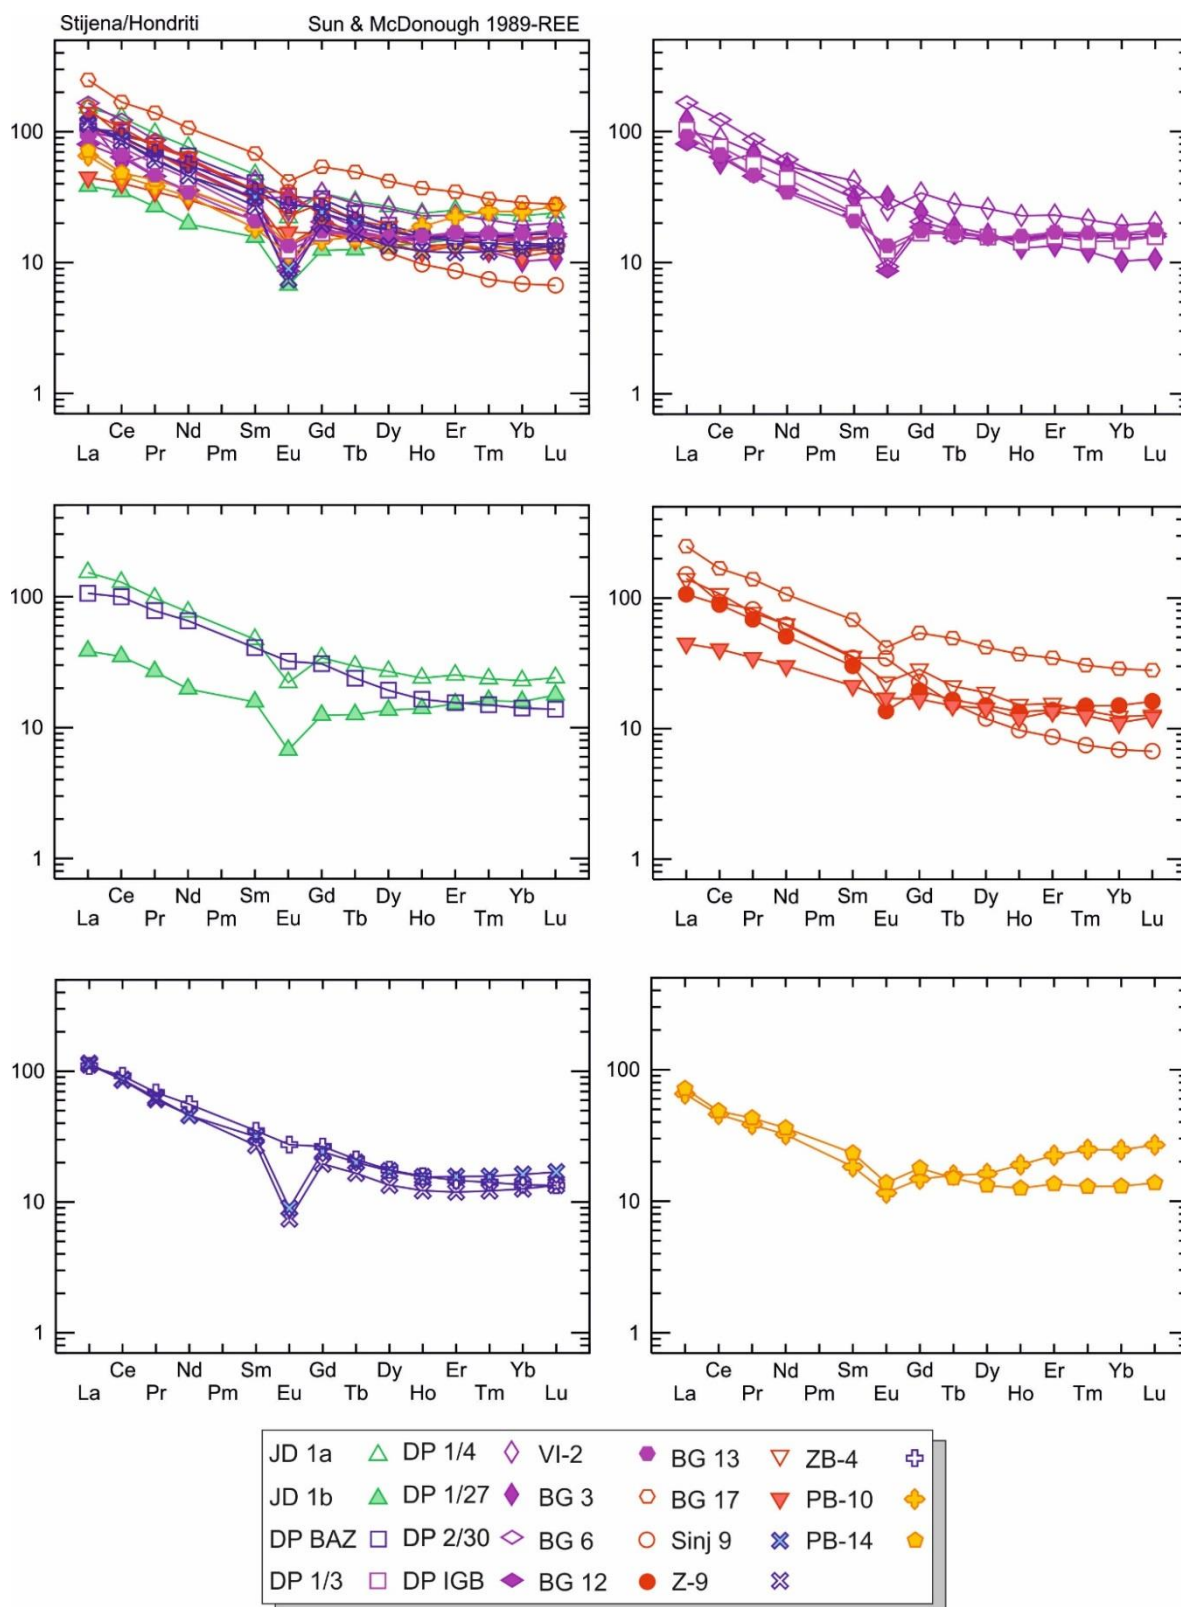 Stijena/Hondriti Sun & McDonough 1989-REE
100
10
1
Ce Nd Sm Gd Dy Er Yb
La Pr Pm Eu Tb Ho Tm Lu
100
10
1
Ce Nd Sm Gd Dy Er Yb
La Pr Pm Eu Tb Ho Tm Lu
100
10
1
Ce Nd Sm Gd Dy Er Yb
La Pr Pm Eu Tb Ho Tm Lu
100
10
1
Ce Nd Sm Gd Dy Er Yb
La Pr Pm Eu Tb Ho Tm Lu
100
10
1
Ce Nd Sm Gd Dy Er Yb
La Pr Pm Eu Tb Ho Tm Lu
100
10
1
Ce Nd Sm Gd Dy Er Yb
La Pr Pm Eu Tb Ho Tm Lu
JD 1a DP 1/4 VI-2 BG 13 ZB-4
JD 1b DP 1/27 BG 3 BG 17 PB-10
DP BAZ DP 2/30 BG 6 Sinj 9 PB-14
DP 1/3 DP IGB BG 12 Z-9